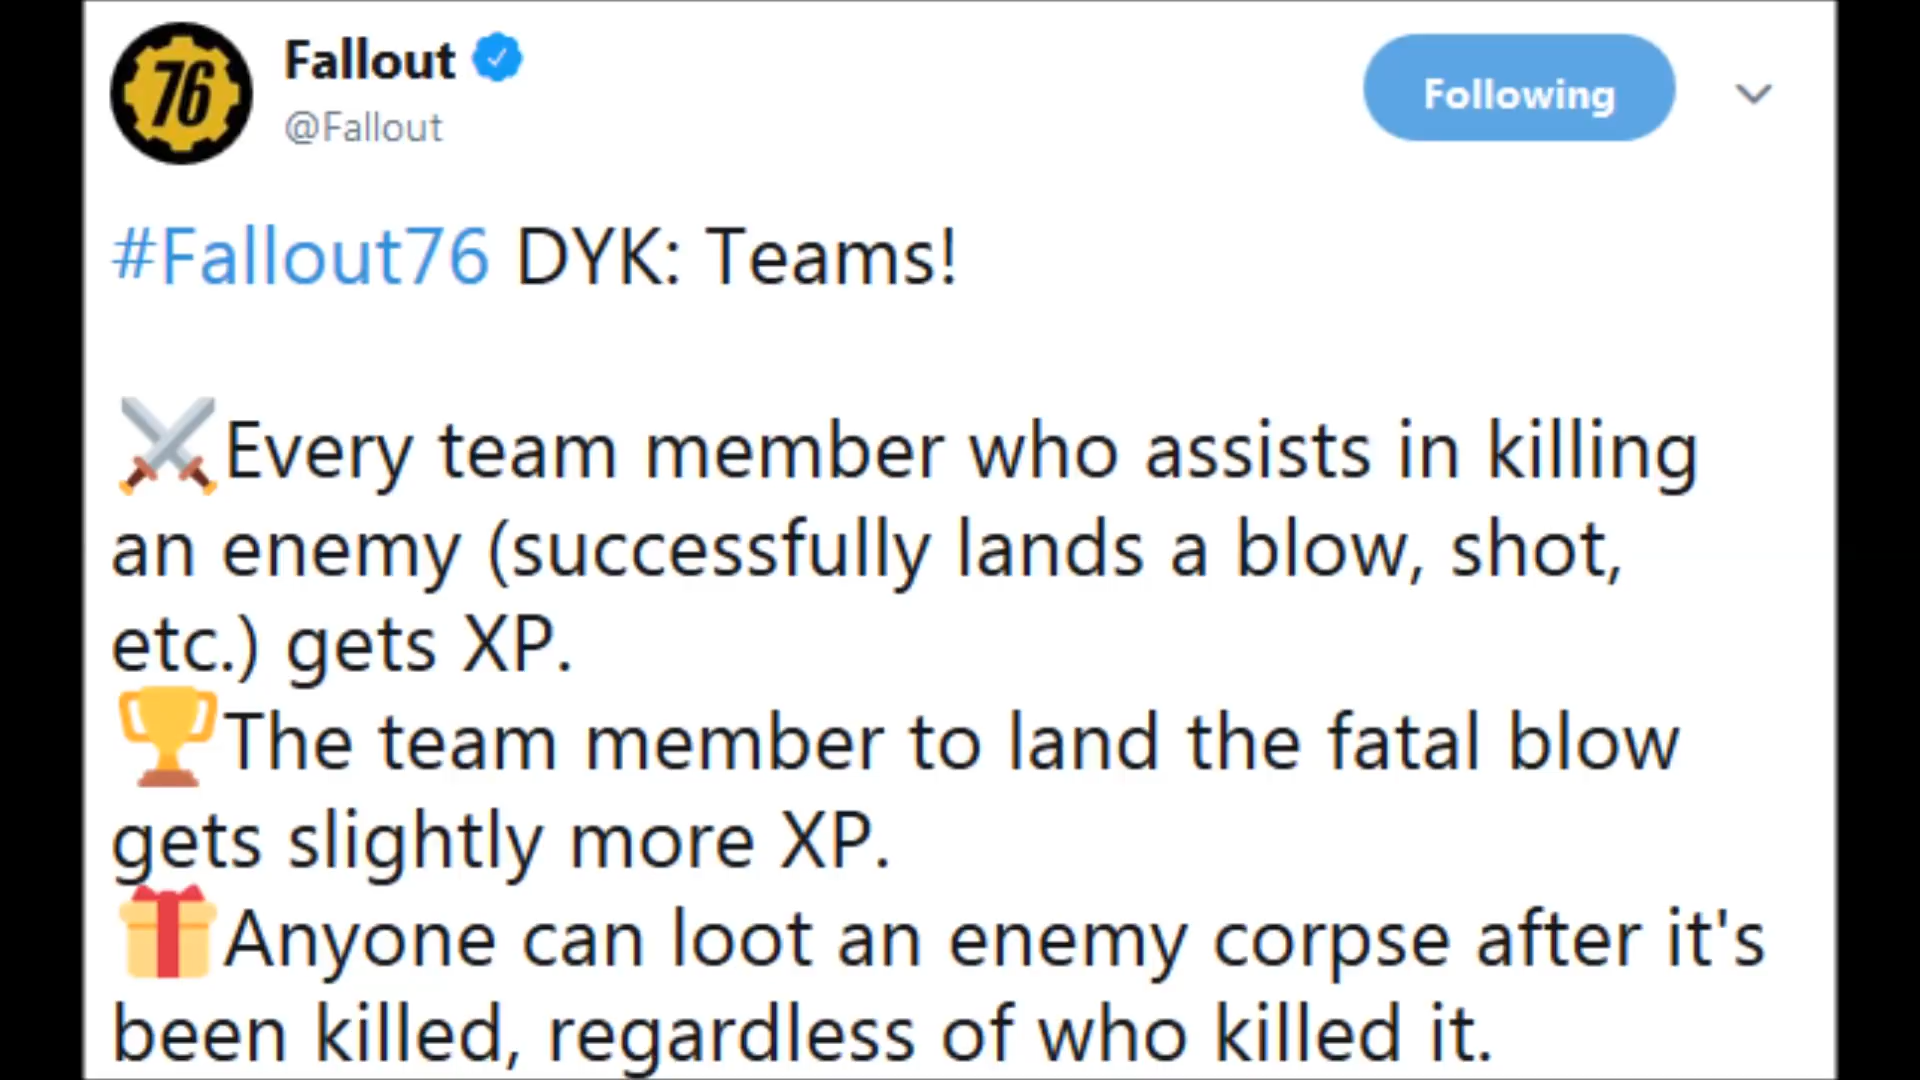 76
Fallout
@Fallout
Following
#Fallout76 DYK: Teams!
⚔️Every team member who assists in killing
an enemy (successfully lands a blow, shot,
etc.) gets XP.
🏆The team member to land the fatal blow
gets slightly more XP.
🎁Anyone can loot an enemy corpse after it's
been killed, regardless of who killed it.